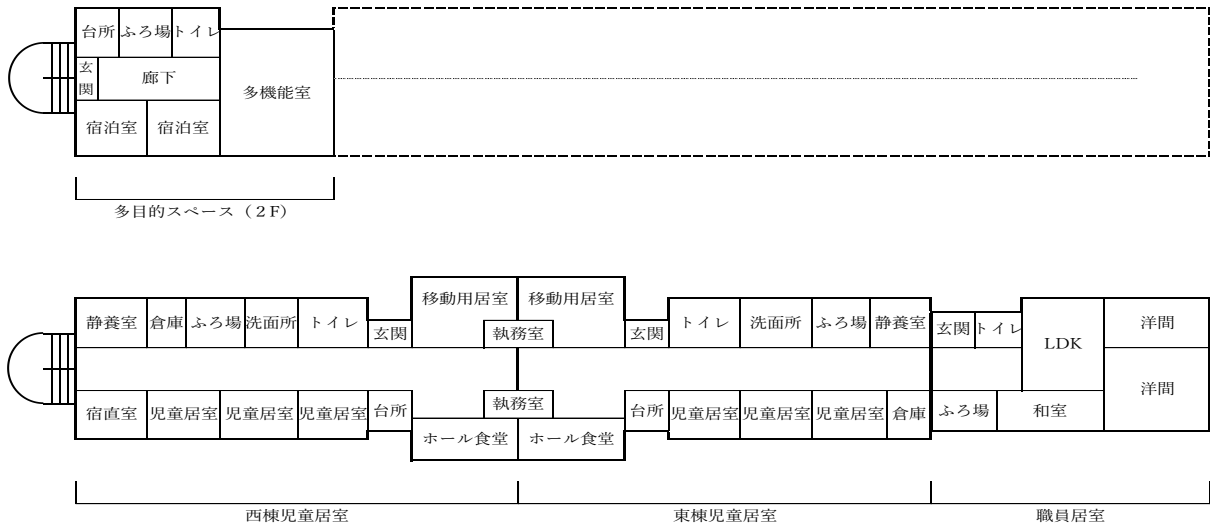 台所 ふろ場 トイレ
玄関 廊下 多機能室
宿泊室 宿泊室
多目的スペース（２F）
移動用居室 移動用居室
静養室 倉庫 ふろ場 洗面所 トイレ 玄関 執務室 玄関 トイレ 洗面所 ふろ場 静養室 玄関 トイレ LDK 洋間
洋間
宿直室 児童居室 児童居室 児童居室 台所 執務室 台所 児童居室 児童居室 児童居室 倉庫 ふろ場 和室
ホール食堂 ホール食堂
西棟児童居室 東棟児童居室 職員居室